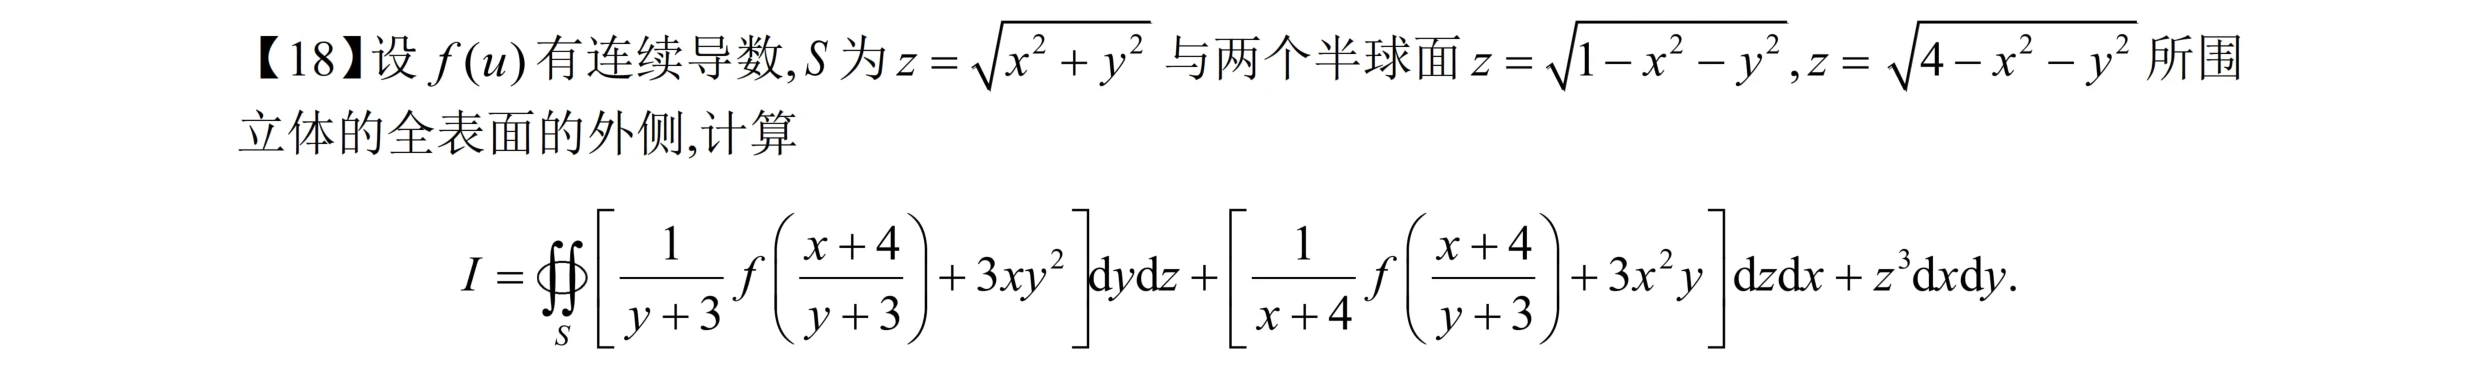 【18】设 f(u) 有连续导数,S 为 z = √(x² + y²) 与两个半球面 z = √(1 − x² − y²), z = √(4 − x² − y²) 所围
立体的全表面的外侧,计算
I = ∯_S [1/(y+3) f((x+4)/(y+3)) + 3xy²] dydz + [1/(x+4) f((x+4)/(y+3)) + 3x²y] dzdx + z³dxdy.